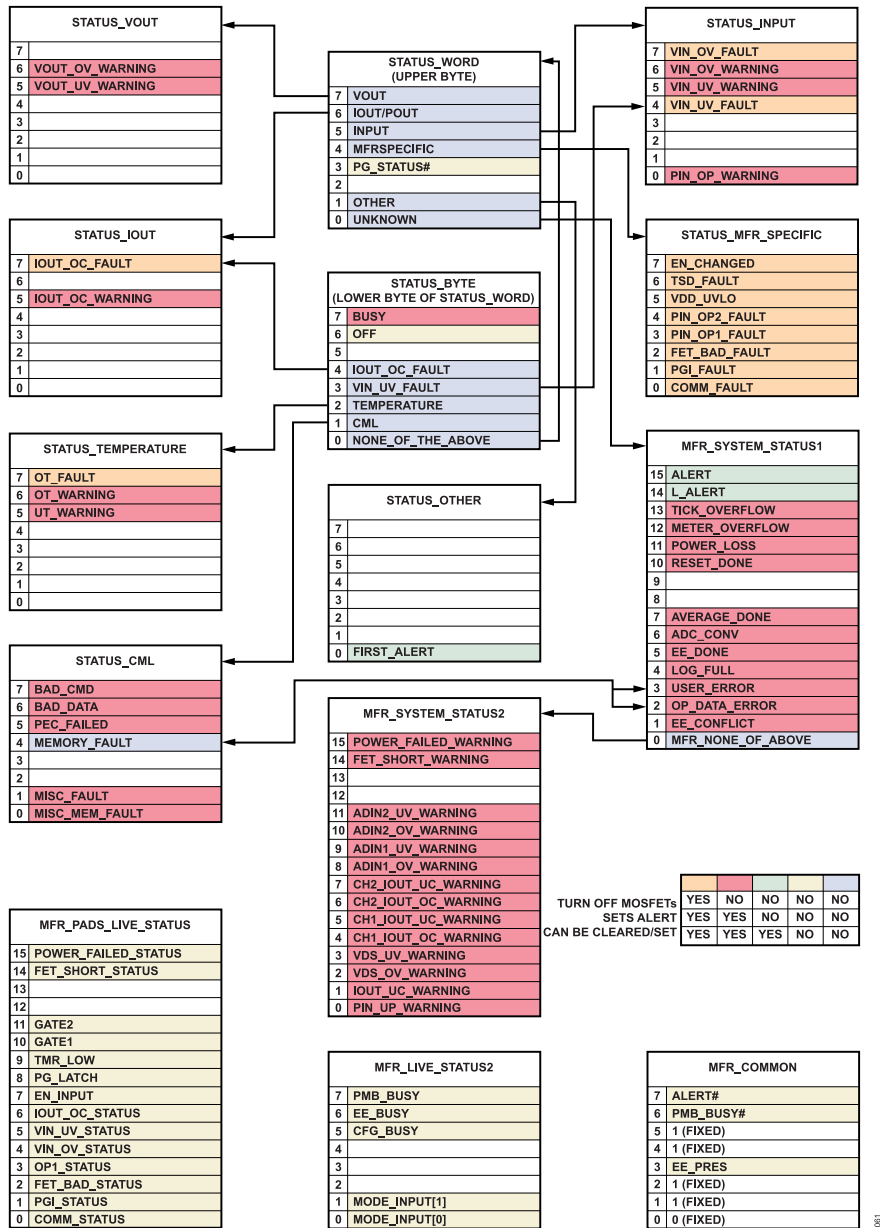 STATUS_VOUT
7
6 VOUT_OV_WARNING
5 VOUT_UV_WARNING
4
3
2
1
0
STATUS_WORD
(UPPER BYTE)
7 VOUT
6 IOUT/POUT
5 INPUT
4 MFRSPECIFIC
3 PG_STATUS#
2
1 OTHER
0 UNKNOWN
STATUS_INPUT
7 VIN_OV_FAULT
6 VIN_OV_WARNING
5 VIN_UV_WARNING
4 VIN_UV_FAULT
3
2
1
0 PIN_OP_WARNING
STATUS_IOUT
7 IOUT_OC_FAULT
6
5 IOUT_OC_WARNING
4
3
2
1
0
STATUS_BYTE
(LOWER BYTE OF STATUS_WORD)
7 BUSY
6 OFF
5
4 IOUT_OC_FAULT
3 VIN_UV_FAULT
2 TEMPERATURE
1 CML
0 NONE_OF_THE_ABOVE
STATUS_MFR_SPECIFIC
7 EN_CHANGED
6 TSD_FAULT
5 VDD_UVLO
4 PIN_OP2_FAULT
3 PIN_OP1_FAULT
2 FET_BAD_FAULT
1 PGI_FAULT
0 COMM_FAULT
STATUS_TEMPERATURE
7 OT_FAULT
6 OT_WARNING
5 UT_WARNING
4
3
2
1
0
STATUS_OTHER
7
6
5
4
3
2
1
0 FIRST_ALERT
MFR_SYSTEM_STATUS1
15 ALERT
14 L_ALERT
13 TICK_OVERFLOW
12 METER_OVERFLOW
11 POWER_LOSS
10 RESET_DONE
9
8
7 AVERAGE_DONE
6 ADC_CONV
5 EE_DONE
4 LOG_FULL
3 USER_ERROR
2 OP_DATA_ERROR
1 EE_CONFLICT
0 MFR_NONE_OF_ABOVE
STATUS_CML
7 BAD_CMD
6 BAD_DATA
5 PEC_FAILED
4 MEMORY_FAULT
3
2
1 MISC_FAULT
0 MISC_MEM_FAULT
MFR_SYSTEM_STATUS2
15 POWER_FAILED_WARNING
14 FET_SHORT_WARNING
13
12
11 ADIN2_UV_WARNING
10 ADIN2_OV_WARNING
9 ADIN1_UV_WARNING
8 ADIN1_OV_WARNING
7 CH2_IOUT_UC_WARNING
6 CH2_IOUT_OC_WARNING
5 CH1_IOUT_UC_WARNING
4 CH1_IOUT_OC_WARNING
3 VDS_UV_WARNING
2 VDS_OV_WARNING
1 IOUT_UC_WARNING
0 PIN_UP_WARNING
TURN OFF MOSFETs YES NO NO NO NO
SETS ALERT YES YES NO NO NO
CAN BE CLEARED/SET YES YES YES NO NO
MFR_PADS_LIVE_STATUS
15 POWER_FAILED_STATUS
14 FET_SHORT_STATUS
13
12
11 GATE2
10 GATE1
9 TMR_LOW
8 PG_LATCH
7 EN_INPUT
6 IOUT_OC_STATUS
5 VIN_UV_STATUS
4 VIN_OV_STATUS
3 OP1_STATUS
2 FET_BAD_STATUS
1 PGI_STATUS
0 COMM_STATUS
MFR_LIVE_STATUS2
7 PMB_BUSY
6 EE_BUSY
5 CFG_BUSY
4
3
2
1 MODE_INPUT[1]
0 MODE_INPUT[0]
MFR_COMMON
7 ALERT#
6 PMB_BUSY#
5 1 (FIXED)
4 1 (FIXED)
3 EE_PRES
2 1 (FIXED)
1 1 (FIXED)
0 0 (FIXED)
061